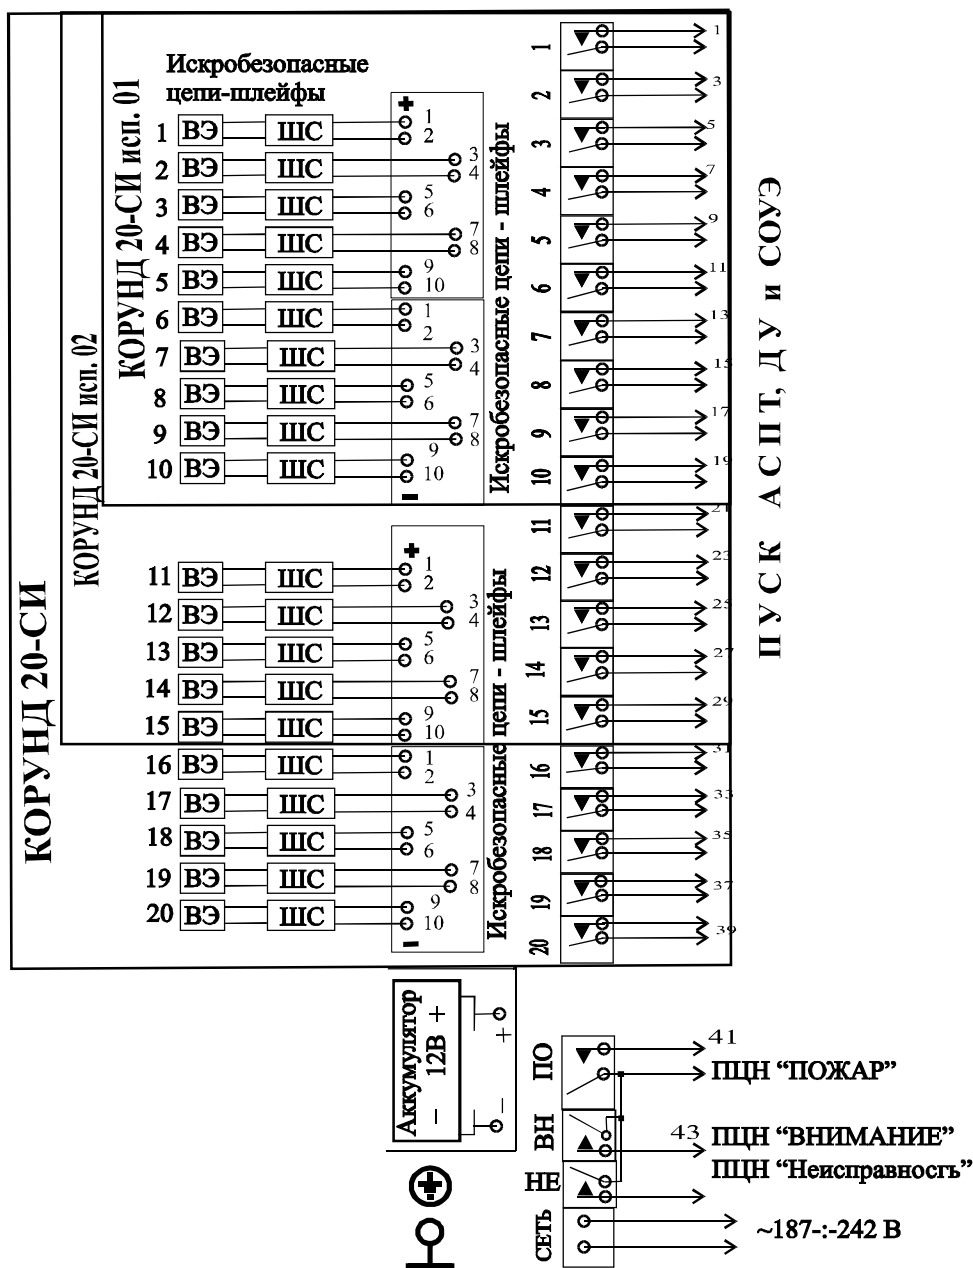 КОРУНД 20-СИ
КОРУНД 20-СИ исп. 02
КОРУНД 20-СИ исп. 01
Искробезопасные
цепи-шлейфы
1 ВЭ ШС
2 ВЭ ШС
3 ВЭ ШС
4 ВЭ ШС
5 ВЭ ШС
6 ВЭ ШС
7 ВЭ ШС
8 ВЭ ШС
9 ВЭ ШС
10 ВЭ ШС
+
1
2
3
4
5
6
7
8
9
10
1
2
3
4
5
6
7
8
9
10
–
Искробезопасные цепи - шлейфы
11 ВЭ ШС
12 ВЭ ШС
13 ВЭ ШС
14 ВЭ ШС
15 ВЭ ШС
16 ВЭ ШС
17 ВЭ ШС
18 ВЭ ШС
19 ВЭ ШС
20 ВЭ ШС
+
1
2
3
4
5
6
7
8
9
10
1
2
3
4
5
6
7
8
9
10
–
Искробезопасные цепи - шлейфы
1 1
2 3
3 5
4 7
5 9
6 11
7 13
8 15
9 17
10 19
11 21
12 23
13 25
14 27
15 29
16 31
17 33
18 35
19 37
20 39
ПУСК АСПТ, ДУ и СОУЭ
Аккумулятор
– 12В +
+
–
ПО 41
ПЦН “ПОЖАР”
ВН 43 ПЦН “ВНИМАНИЕ”
НЕ ПЦН “Неисправность”
СЕТЬ ~187-:-242 В